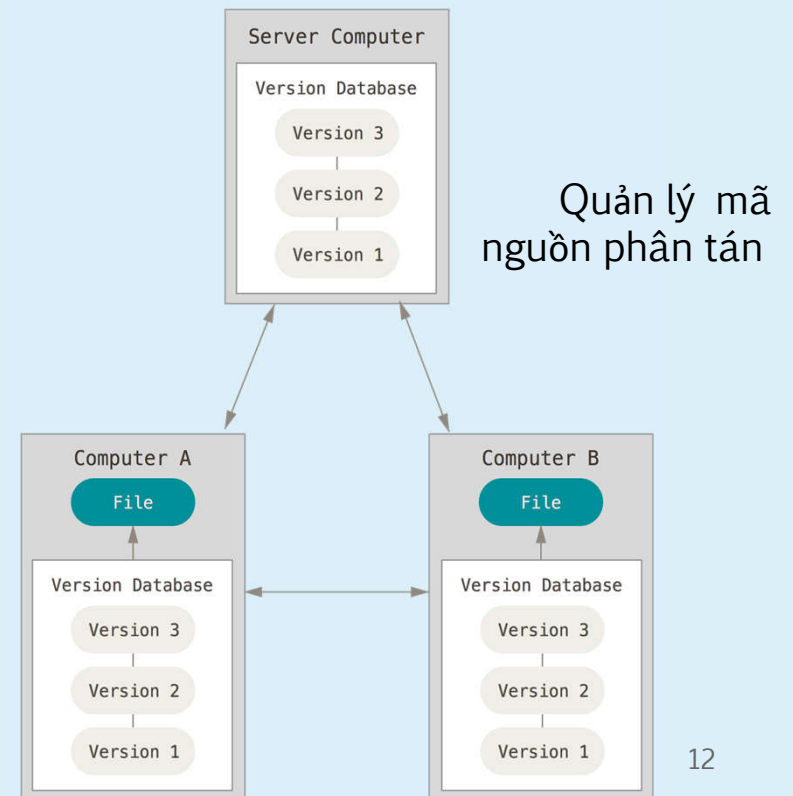 Server Computer
Version Database
Version 3
Version 2
Version 1
Quản lý mã
nguồn phân tán
Computer A
File
Version Database
Version 3
Version 2
Version 1
Computer B
File
Version Database
Version 3
Version 2
Version 1
12